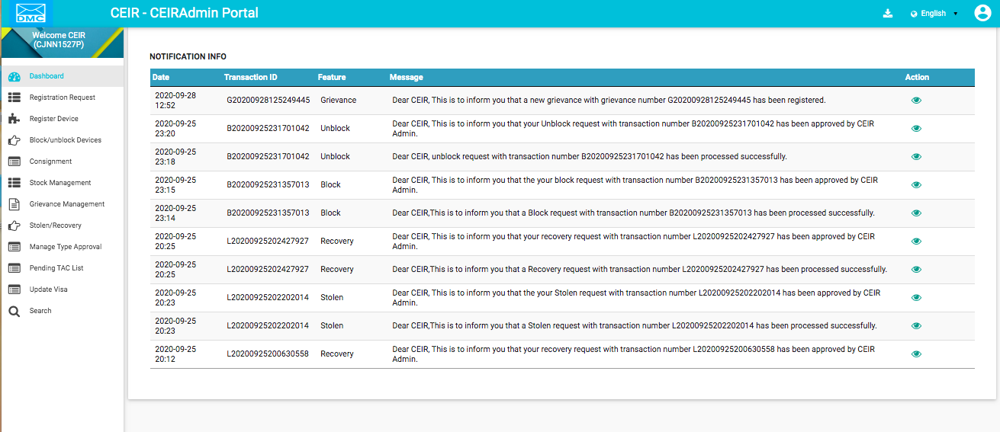 DMC
CEIR - CEIRAdmin Portal
English
Welcome CEIR
(CJNN1527P)
Dashboard
Registration Request
Register Device
Block/unblock Devices
Consignment
Stock Management
Grievance Management
Stolen/Recovery
Manage Type Approval
Pending TAC List
Update Visa
Search
NOTIFICATION INFO
Date Transaction ID Feature Message Action
2020-09-28
12:52
G20200928125249445 Grievance Dear CEIR, This is to inform you that a new grievance with grievance number G20200928125249445 has been registered.
2020-09-25
23:20
B20200925231701042 Unblock Dear CEIR, This is to inform you that your Unblock request with transaction number B20200925231701042 has been approved by CEIR
Admin.
2020-09-25
23:18
B20200925231701042 Unblock Dear CEIR, unblock request with transaction number B20200925231701042 has been processed successfully.
2020-09-25
23:15
B20200925231357013 Block Dear CEIR, This is to inform you that the your block request with transaction number B20200925231357013 has been approved by CEIR
Admin.
2020-09-25
23:14
B20200925231357013 Block Dear CEIR,This is to inform you that a Block request with transaction number B20200925231357013 has been processed successfully.
2020-09-25
20:25
L20200925202427927 Recovery Dear CEIR, This is to inform you that your recovery request with transaction number L20200925202427927 has been approved by CEIR
Admin.
2020-09-25
20:25
L20200925202427927 Recovery Dear CEIR,This is to inform you that a Recovery request with transaction number L20200925202427927 has been processed successfully.
2020-09-25
20:23
L20200925202202014 Stolen Dear CEIR, This is to inform you that the your Stolen request with transaction number L20200925202202014 has been approved by CEIR
Admin.
2020-09-25
20:23
L20200925202202014 Stolen Dear CEIR,This is to inform you that a Stolen request with transaction number L20200925202202014 has been processed successfully.
2020-09-25
20:12
L20200925200630558 Recovery Dear CEIR, This is to inform you that your recovery request with transaction number L20200925200630558 has been approved by CEIR
Admin.